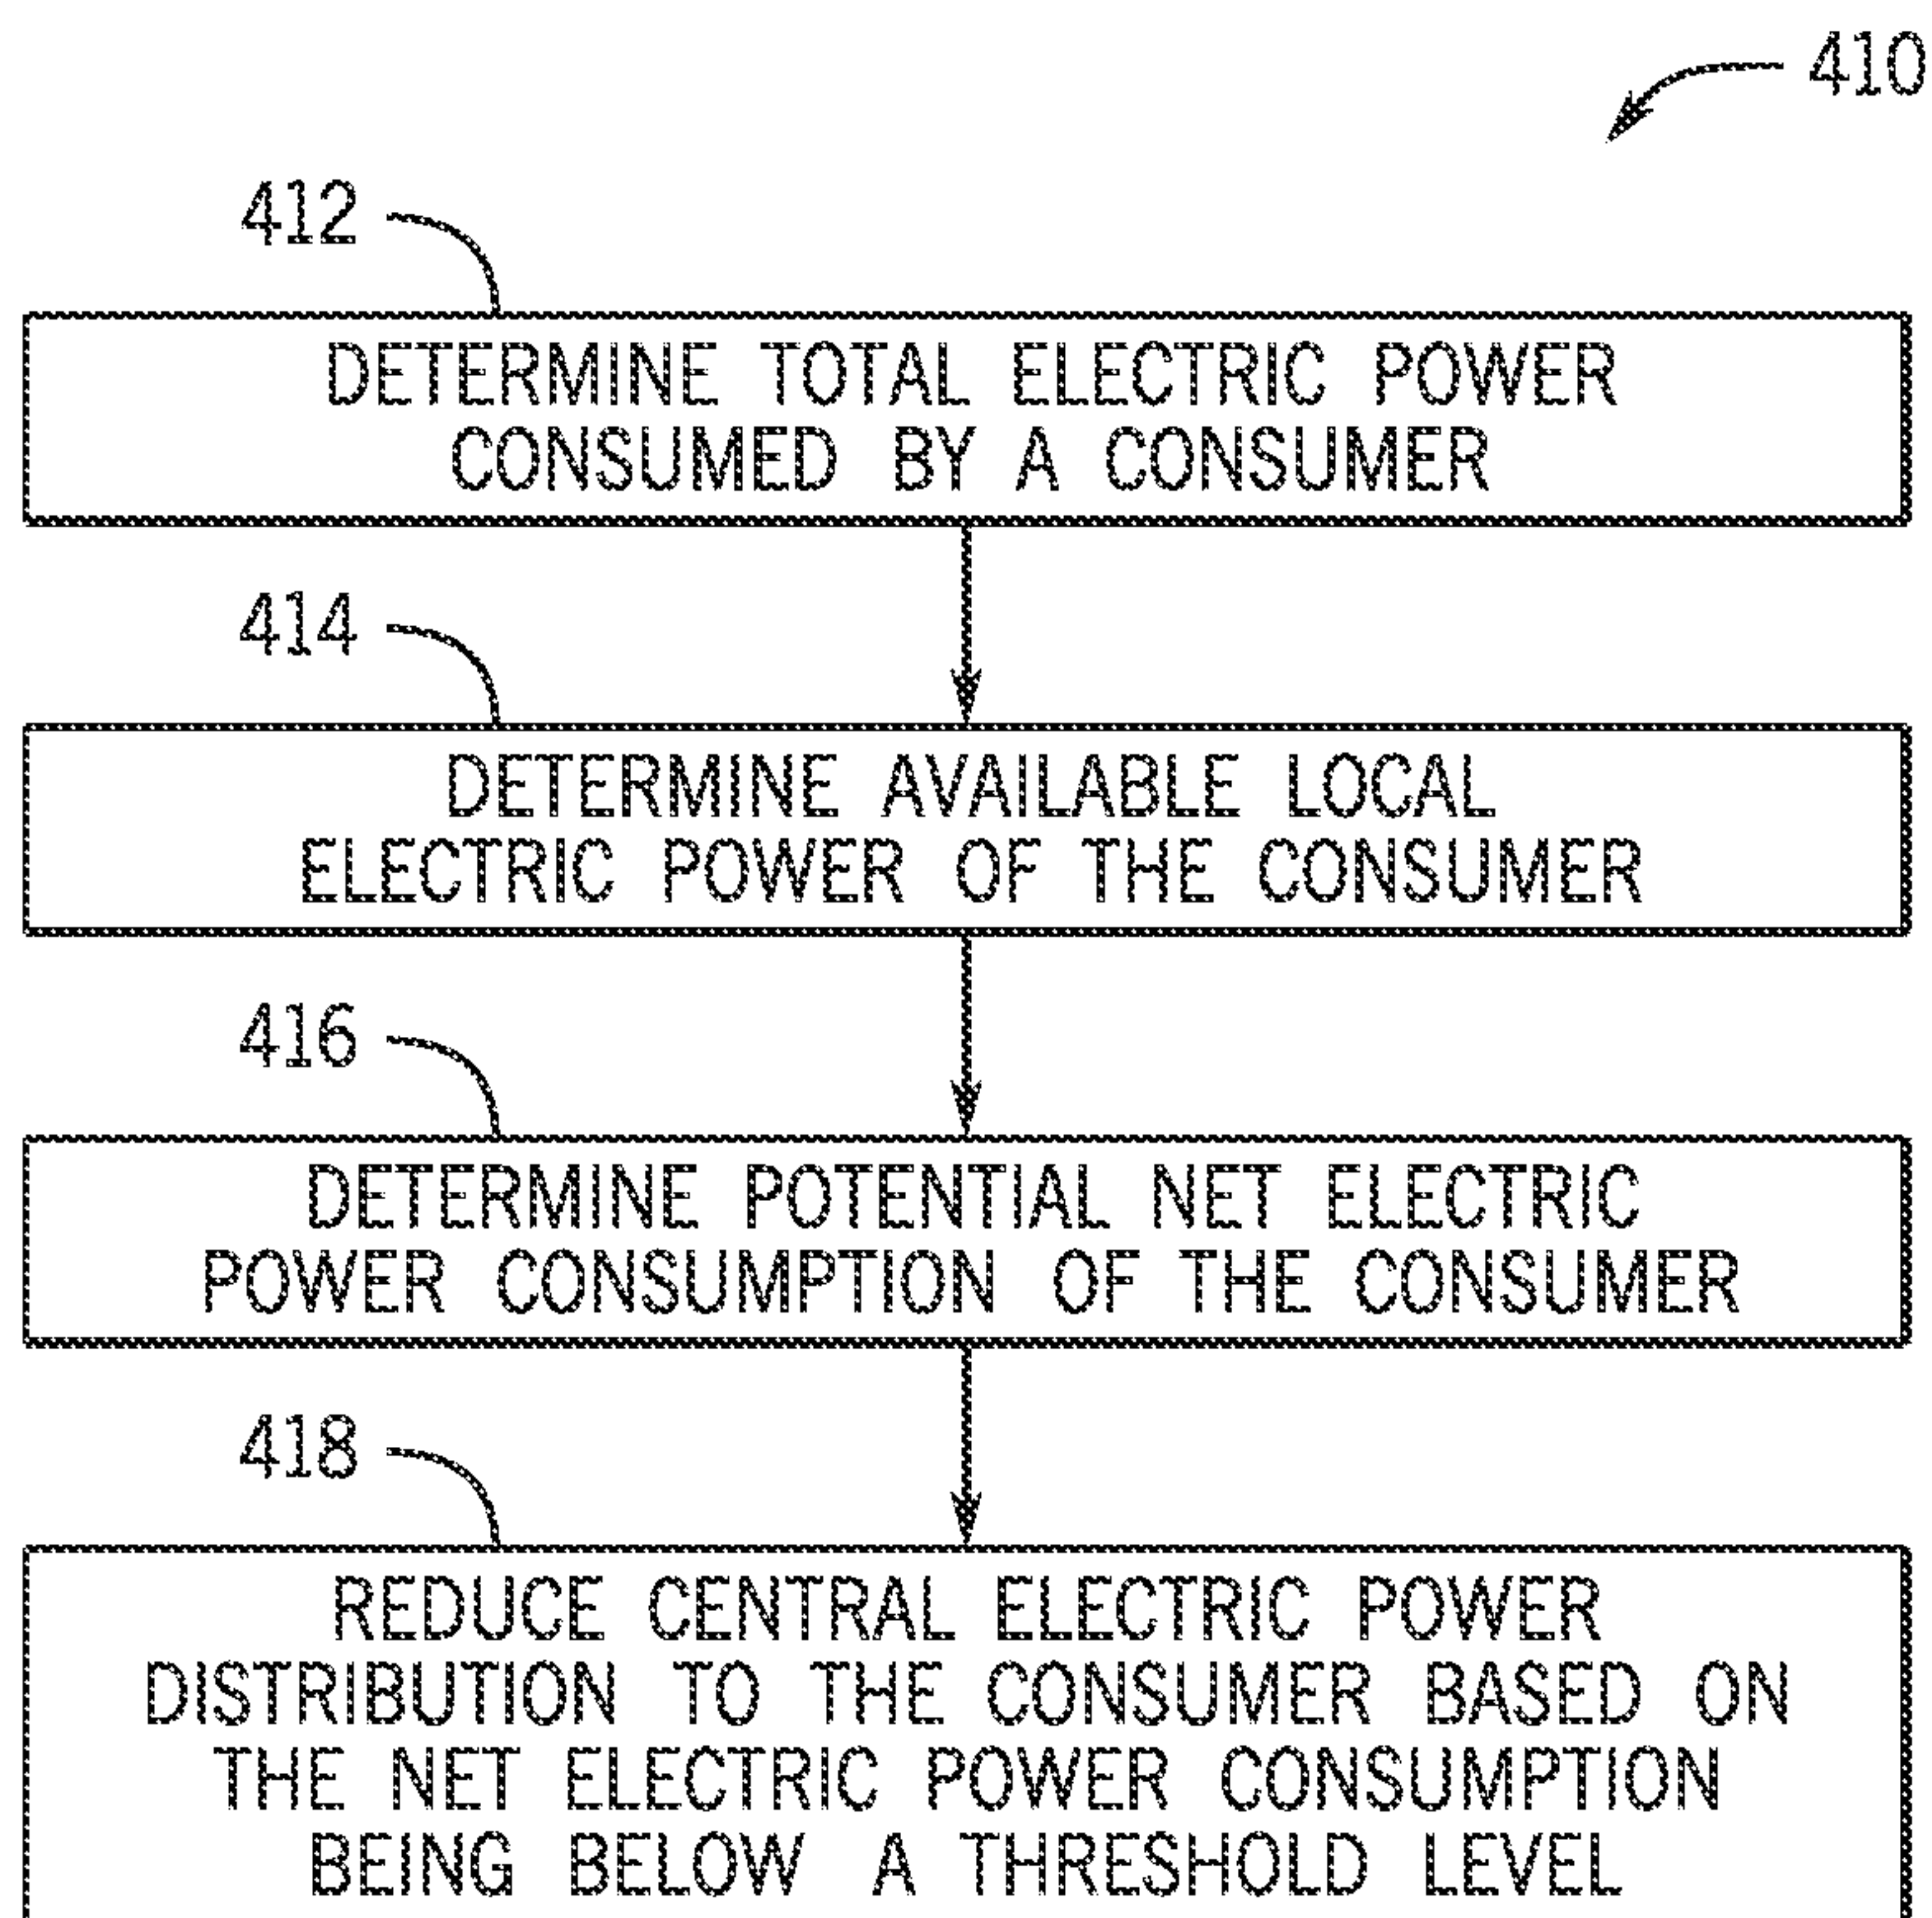 410
412
DETERMINE TOTAL ELECTRIC POWER
CONSUMED BY A CONSUMER
414
DETERMINE AVAILABLE LOCAL
ELECTRIC POWER OF THE CONSUMER
416
DETERMINE POTENTIAL NET ELECTRIC
POWER CONSUMPTION OF THE CONSUMER
418
REDUCE CENTRAL ELECTRIC POWER
DISTRIBUTION TO THE CONSUMER BASED ON
THE NET ELECTRIC POWER CONSUMPTION
BEING BELOW A THRESHOLD LEVEL